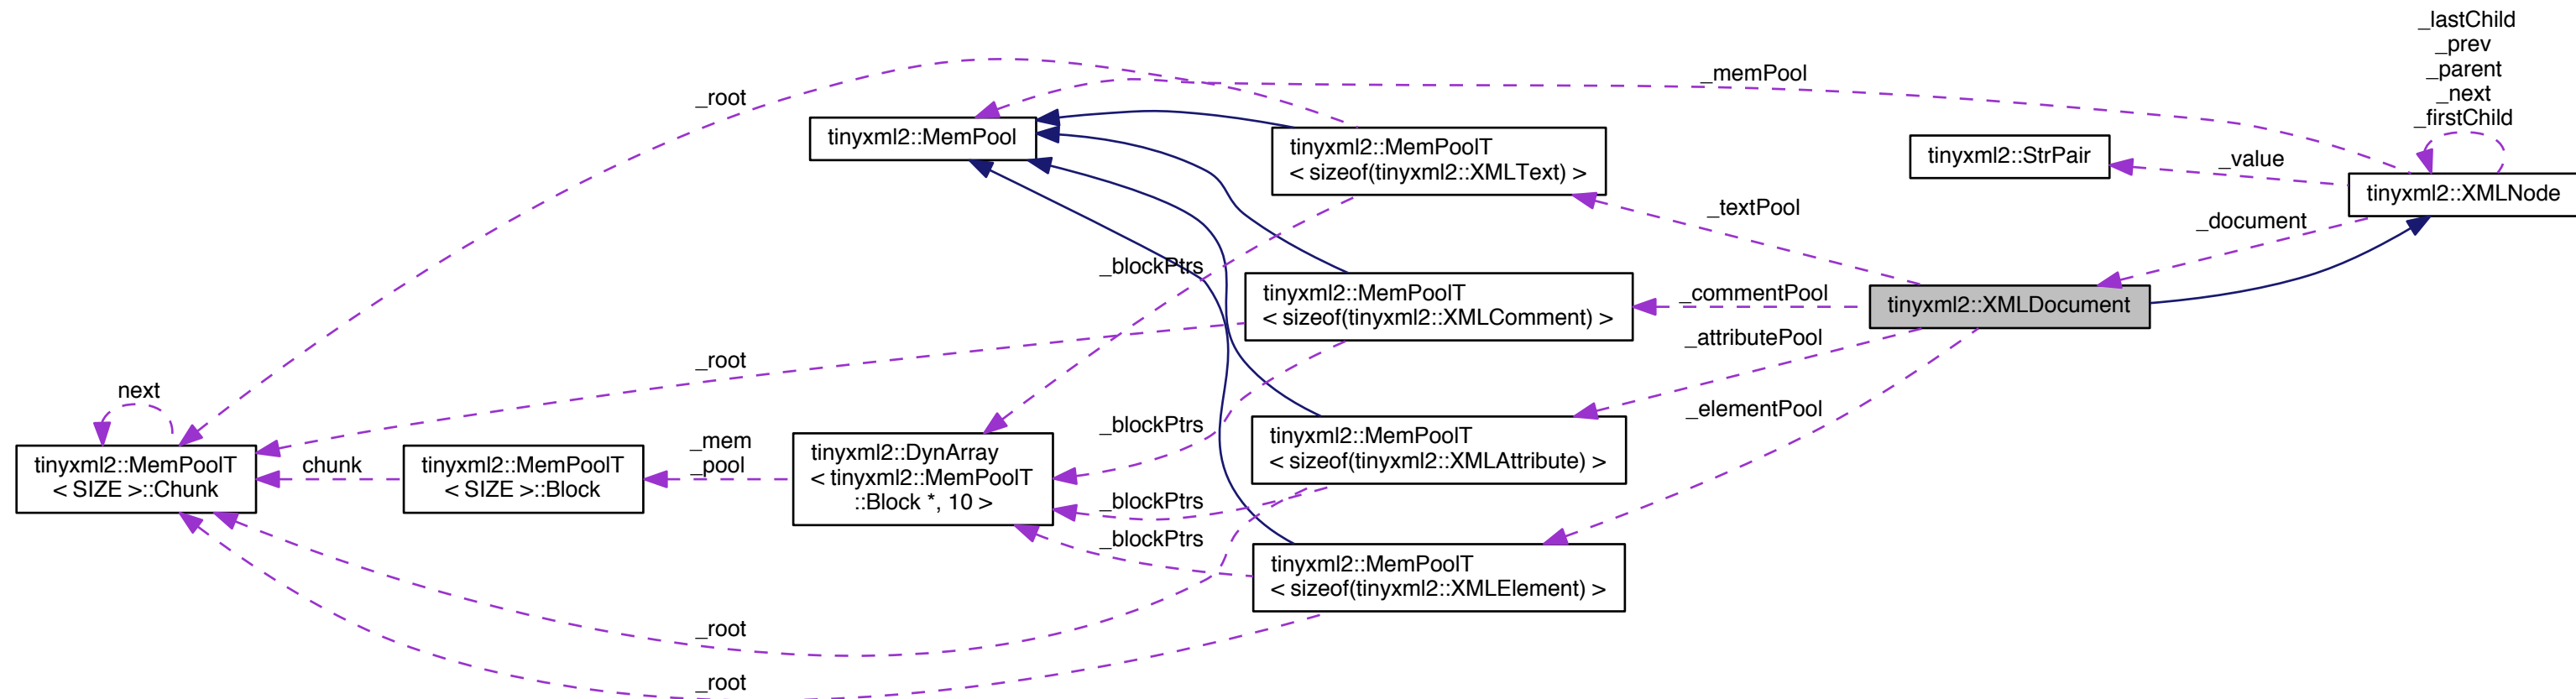 _lastChild
_prev
_parent
_next
_firstChild
_memPool
_root
tinyxml2::MemPool
tinyxml2::MemPoolT
< sizeof(tinyxml2::XMLText) >
tinyxml2::StrPair
_value
tinyxml2::XMLNode
_textPool
_document
_blockPtrs
tinyxml2::MemPoolT
< sizeof(tinyxml2::XMLComment) >
_commentPool
tinyxml2::XMLDocument
_attributePool
_root
next
_elementPool
_blockPtrs
tinyxml2::MemPoolT
< SIZE >::Chunk
chunk
tinyxml2::MemPoolT
< SIZE >::Block
_mem
_pool
tinyxml2::DynArray
< tinyxml2::MemPoolT
::Block *, 10 >
tinyxml2::MemPoolT
< sizeof(tinyxml2::XMLAttribute) >
_blockPtrs
_blockPtrs
tinyxml2::MemPoolT
< sizeof(tinyxml2::XMLElement) >
_root
_root